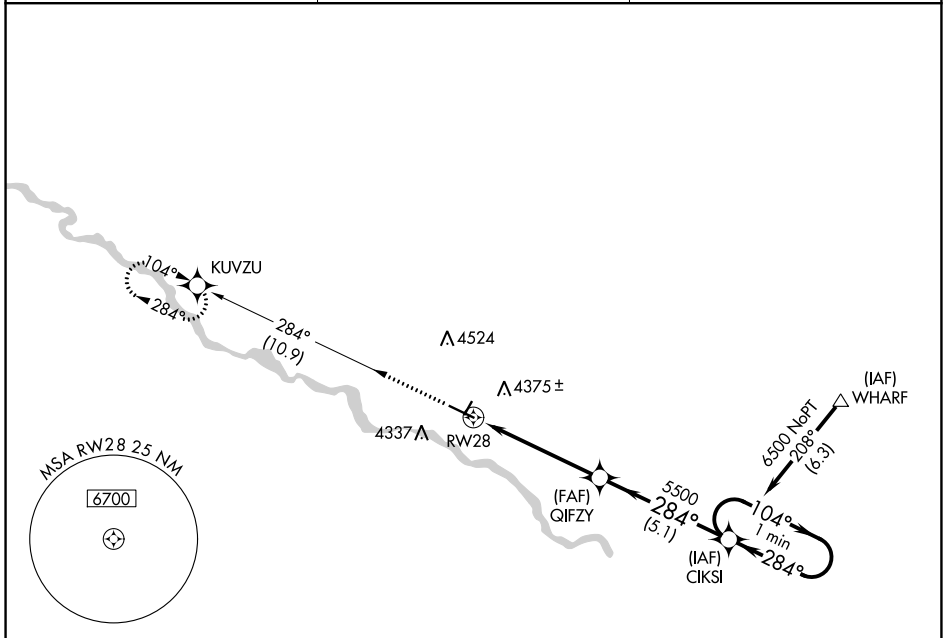 104°
KUVZU
284°
284°
(10.9)
4524
4375 ±
4337
RW28
(IAF)
WHARF
6500 NoPT
208°
(6.3)
(FAF)
QIFZY
5500
284°
(5.1)
104°
1 min
284°
(IAF)
CIKSI
MSA RW28 25 NM
6700